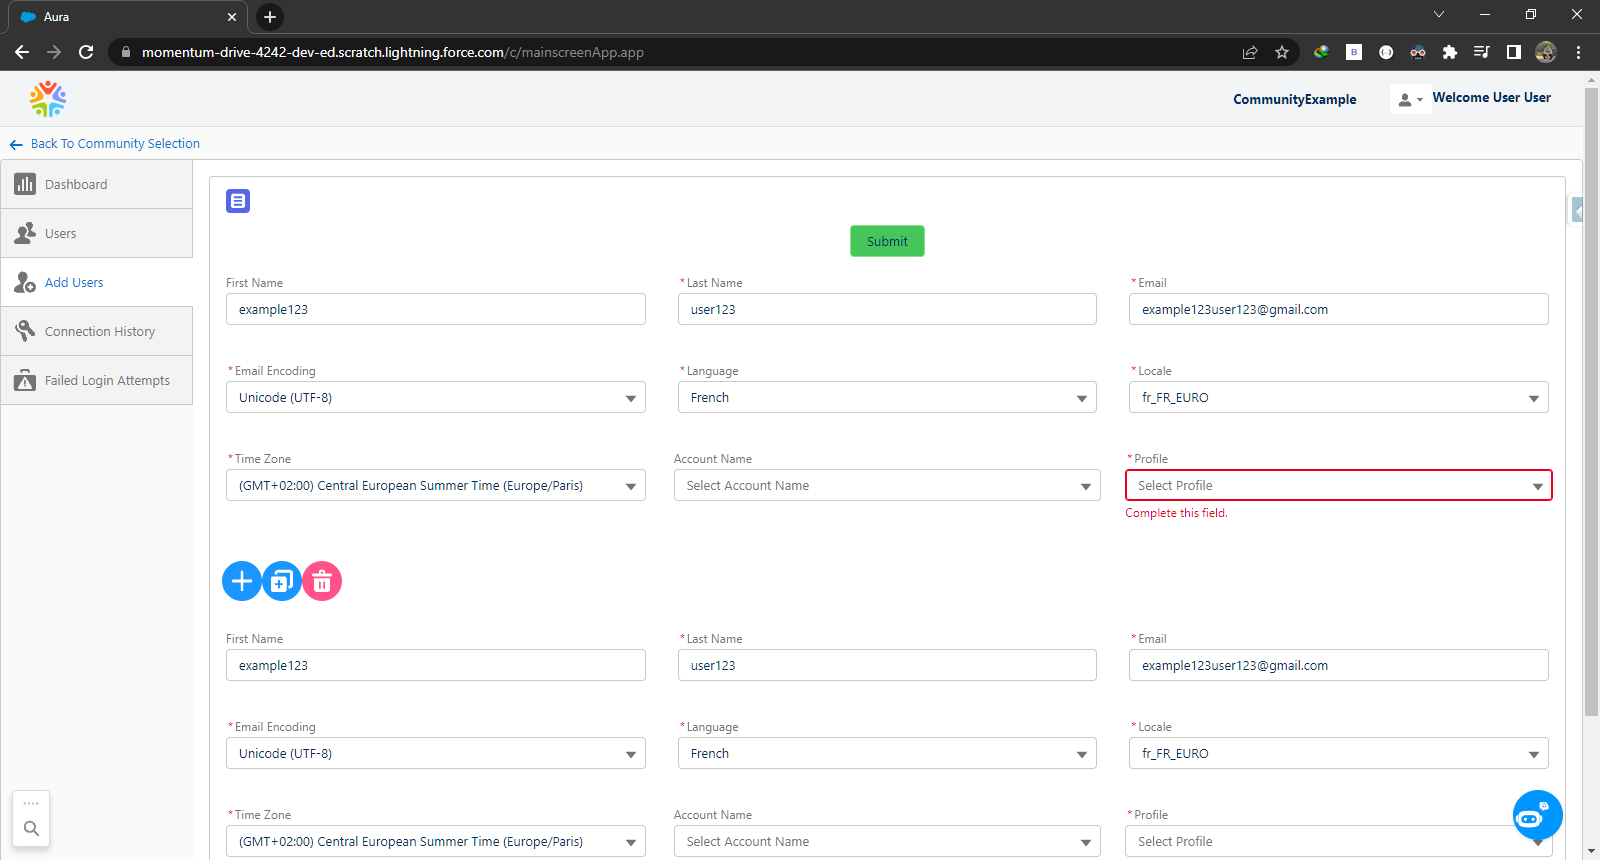 Aura
momentum-drive-4242-dev-ed.scratch.lightning.force.com/c/mainscreenApp.app
CommunityExample
Welcome User User
Back To Community Selection
Dashboard
Users
Add Users
Connection History
Failed Login Attempts
Submit
First Name
*Last Name
*Email
example123
user123
example123user123@gmail.com
*Email Encoding
*Language
*Locale
Unicode (UTF-8)
French
fr_FR_EURO
*Time Zone
Account Name
*Profile
(GMT+02:00) Central European Summer Time (Europe/Paris)
Select Account Name
Select Profile
Complete this field.
First Name
*Last Name
*Email
example123
user123
example123user123@gmail.com
*Email Encoding
*Language
*Locale
Unicode (UTF-8)
French
fr_FR_EURO
*Time Zone
Account Name
*Profile
(GMT+02:00) Central European Summer Time (Europe/Paris)
Select Account Name
Select Profile